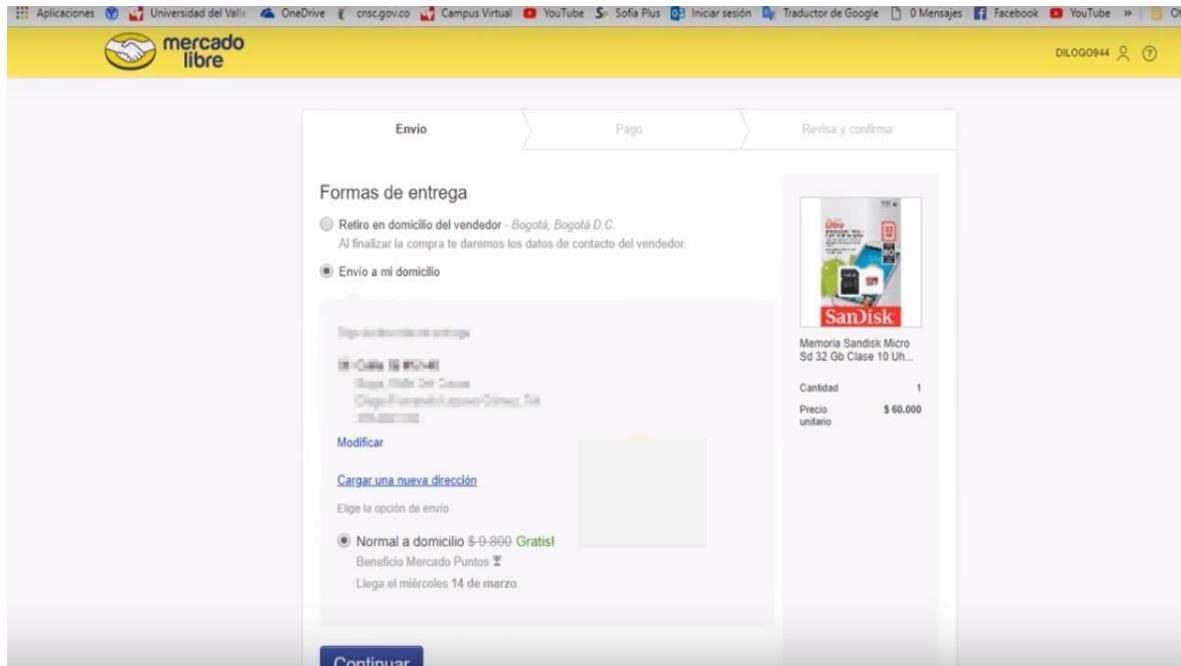 Aplicaciones Universidad del Valle OneDrive cnsc.gov.co Campus Virtual YouTube Sofia Plus Iniciar sesión Traductor de Google 0 Mensajes Facebook YouTube »
mercado
libre
DILOGO944
Envío Pago Revisa y confirma
Formas de entrega
Retiro en domicilio del vendedor - Bogotá, Bogotá D.C.
Al finalizar la compra te daremos los datos de contacto del vendedor.
Envío a mi domicilio
Modificar
Cargar una nueva dirección
Elige la opción de envío
Normal a domicilio $ 9.800 Gratis!
Beneficio Mercado Puntos
Llega el miércoles 14 de marzo.
Continuar
Ultra
SanDisk
Memoria Sandisk Micro
Sd 32 Gb Clase 10 Uh...
Cantidad 1
Precio $ 60.000
unitario